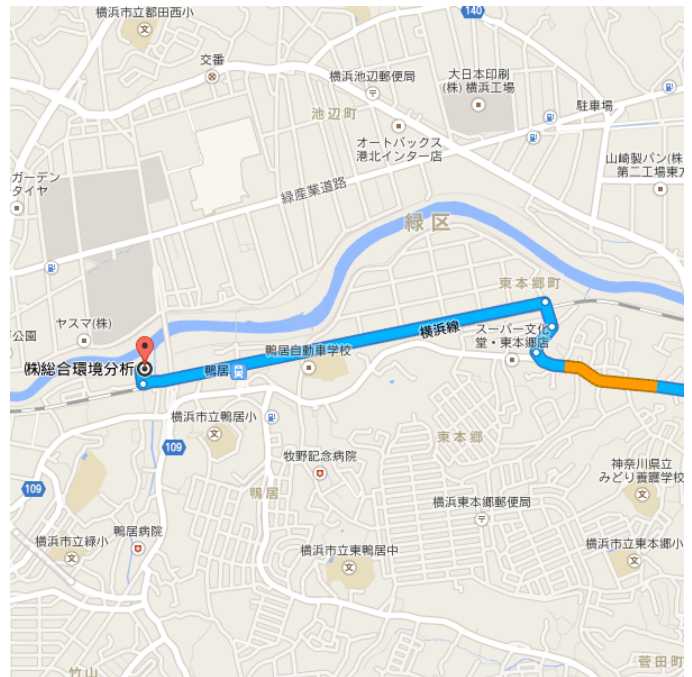 横浜市立都田西小
140
109
交番
横浜池辺郵便局
大日本印刷
(株) 横浜工場
駐車場
池辺町
オートバックス
港北インター店
山崎製パン(株
第二工場東方
ガーデン
タイヤ
緑産業道路
緑区
東本郷町
公園
ヤスマ(株)
横浜線
スーパー文化
堂・東本郷店
(株)総合環境分析
鴨居
鴨居自動車学校
横浜市立鴨居小
東本郷
109
牧野記念病院
神奈川県立
みどり養護学校
109
鴨居
横浜東本郷郵便局
鴨居病院
横浜市立緑小
横浜市立東鴨居中
横浜市立東本郷小
竹山
菅田町